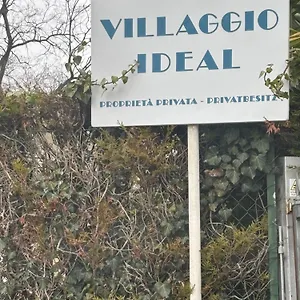 VILLAGGIO
IDEAL
PROPRIETÀ PRIVATA - PRIVATBESITZ